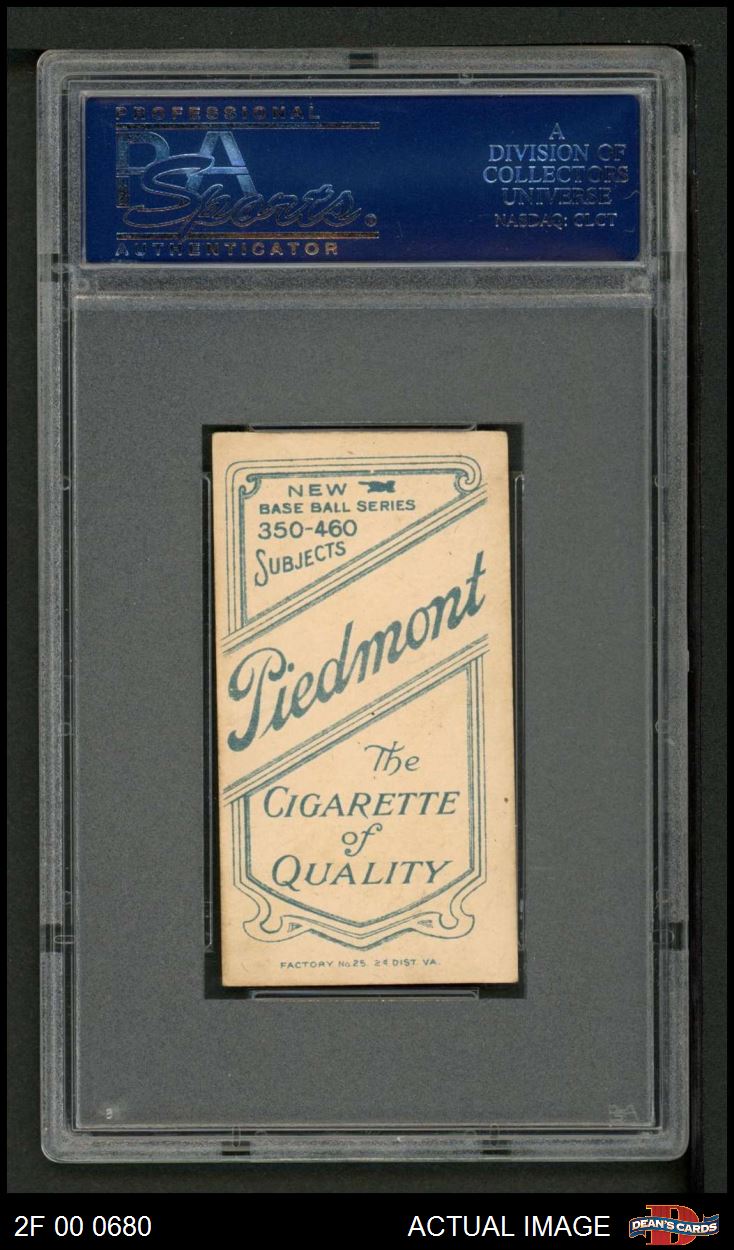 PROFESSIONAL
PSA
Sports®
AUTHENTICATOR
A
DIVISION OF
COLLECTORS
UNIVERSE
NASDAQ: CLCT
NEW
BASE BALL SERIES
350-460
SUBJECTS
Piedmont
The
CIGARETTE
of
QUALITY
FACTORY No 25. 2d DIST. VA.
PSA
2F 00 0680
ACTUAL IMAGE
D
DEAN'S CARDS